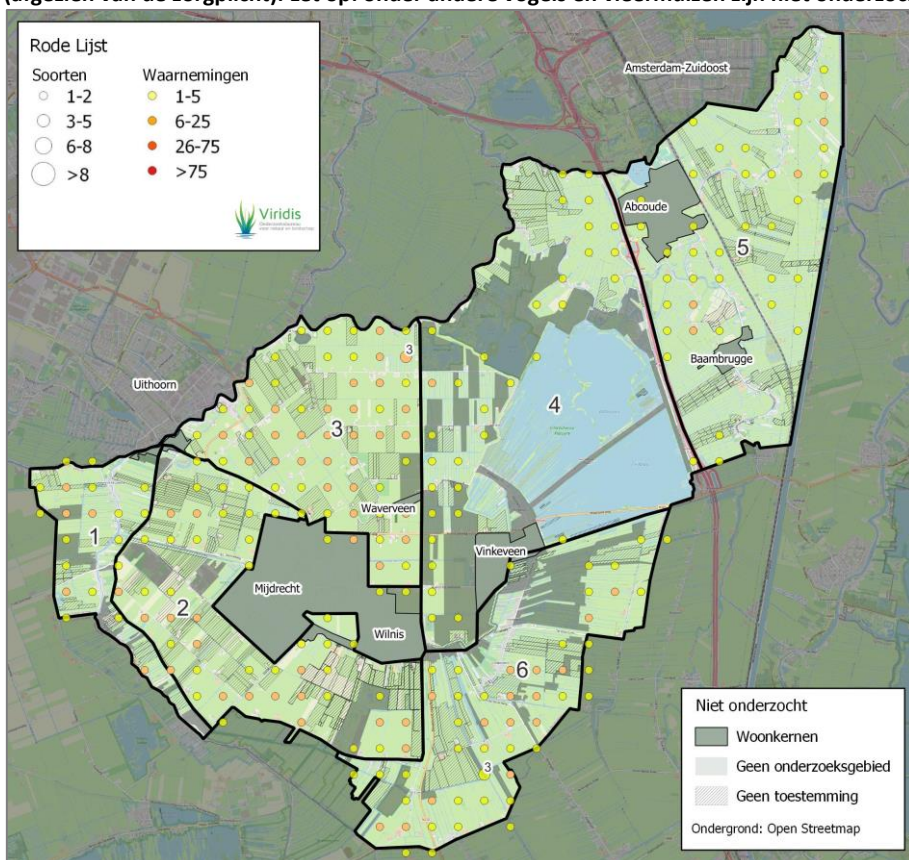 Rode Lijst
Soorten
1-2
3-5
6-8
>8
Waarnemingen
1-5
6-25
26-75
>75
Viridis
Amsterdam-Zuidoost
Abcoude
5
Baambrugge
3
Uithoorn
4
3
Waverveen
1
Vinkeveen
Mijdrecht
2
Wilnis
6
3
Niet onderzocht
Woonkernen
Geen onderzoeksgebied
Geen toestemming
Ondergrond: Open Streetmap